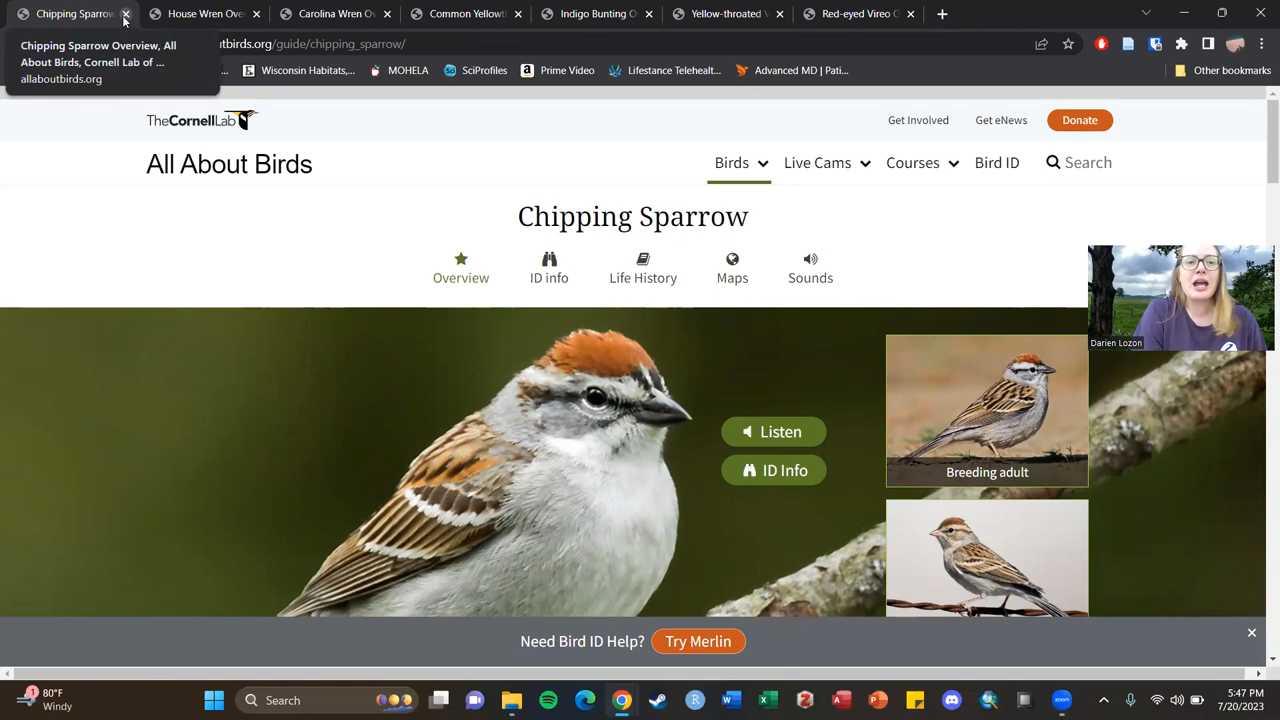 Chipping Sparrow
House Wren Ove
Carolina Wren Ov
Common Yellowt
Indigo Bunting O
Yellow-throated V
Red-eyed Vireo O
utbirds.org/guide/chipping_sparrow/
Chipping Sparrow Overview, All
About Birds, Cornell Lab of ...
allaboutbirds.org
Wisconsin Habitats,...
MOHELA
SciProfiles
Prime Video
Lifestance Telehealt...
Advanced MD | Pati...
Other bookmarks
TheCornellLab
Get Involved
Get eNews
Donate
All About Birds
Birds
Live Cams
Courses
Bird ID
Search
Chipping Sparrow
Overview
ID info
Life History
Maps
Sounds
Darien Lozon
Listen
ID Info
Breeding adult
Need Bird ID Help?
Try Merlin
1
80°F
Windy
Search
5:47 PM
7/20/2023